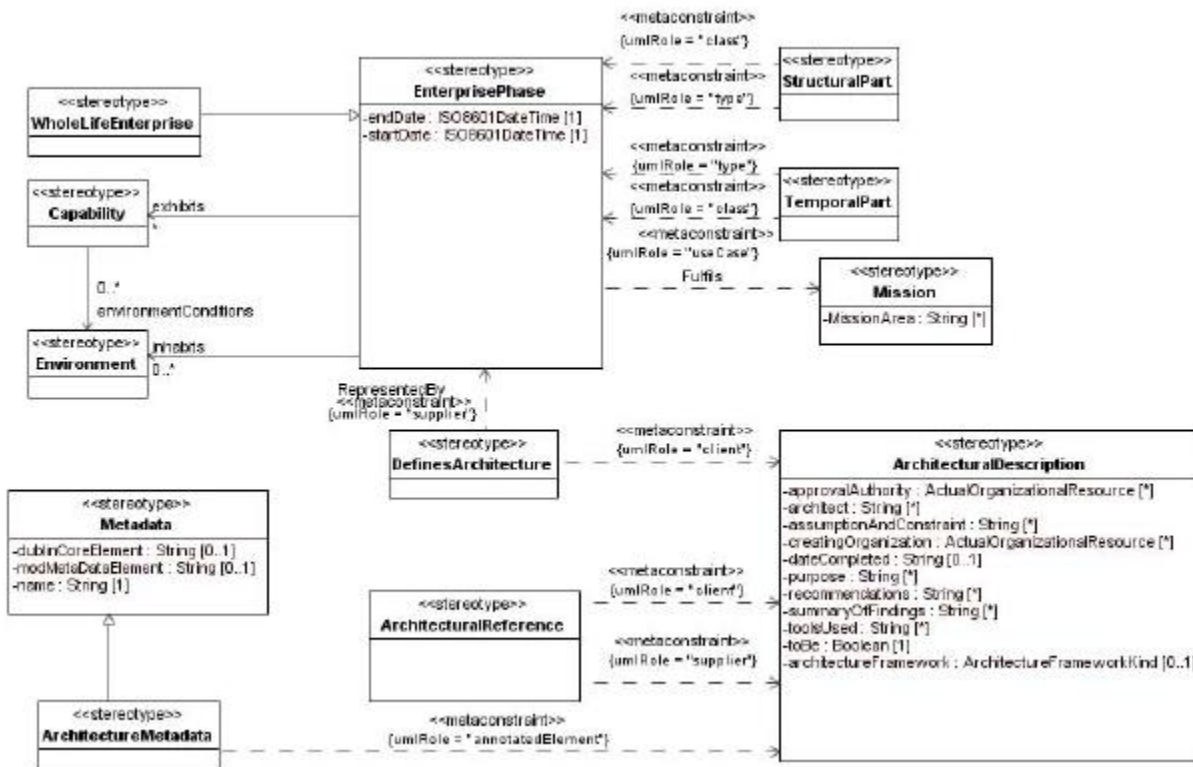 <<metaconstraint>>
{umlRole = "class"}
<<metaconstraint>>
{umlRole = "type"}
<<stereotype>>
StructuralPart
<<stereotype>>
EnterprisePhase
-endDate : ISO8601DateTime [1]
-startDate : ISO8601DateTime [1]
<<stereotype>>
WholeLifeEnterprise
<<metaconstraint>>
{umlRole = "type"}
<<metaconstraint>>
{umlRole = "class"}
<<stereotype>>
TemporalPart
<<stereotype>>
Capability
exhibits
*
<<metaconstraint>>
{umlRole = "useCase"}
Fulfils
<<stereotype>>
Mission
-MissionArea : String [*]
0..*
environmentConditions
<<stereotype>>
Environment
inhabits
0..*
RepresentedBy
<<metaconstraint>>
{umlRole = "supplier"}
<<stereotype>>
DefinesArchitecture
<<metaconstraint>>
{umlRole = "client"}
<<stereotype>>
ArchitecturalDescription
-approvalAuthority : ActualOrganizationalResource [*]
-architect : String [*]
-assumptionAndConstraint : String [*]
-creatingOrganization : ActualOrganizationalResource [*]
-dateCompleted : String [0..1]
-purpose : String [*]
-recommendations : String [*]
-summaryOfFindings : String [*]
-toolsUsed : String [*]
-toBe : Boolean [1]
-architectureFramework : ArchitectureFrameworkKind [0..1]
<<stereotype>>
Metadata
-dublinCoreElement : String [0..1]
-modMetaDataElement : String [0..1]
-name : String [1]
<<stereotype>>
ArchitecturalReference
<<metaconstraint>>
{umlRole = "client"}
<<metaconstraint>>
{umlRole = "supplier"}
<<stereotype>>
ArchitectureMetadata
<<metaconstraint>>
{umlRole = "annotatedElement"}